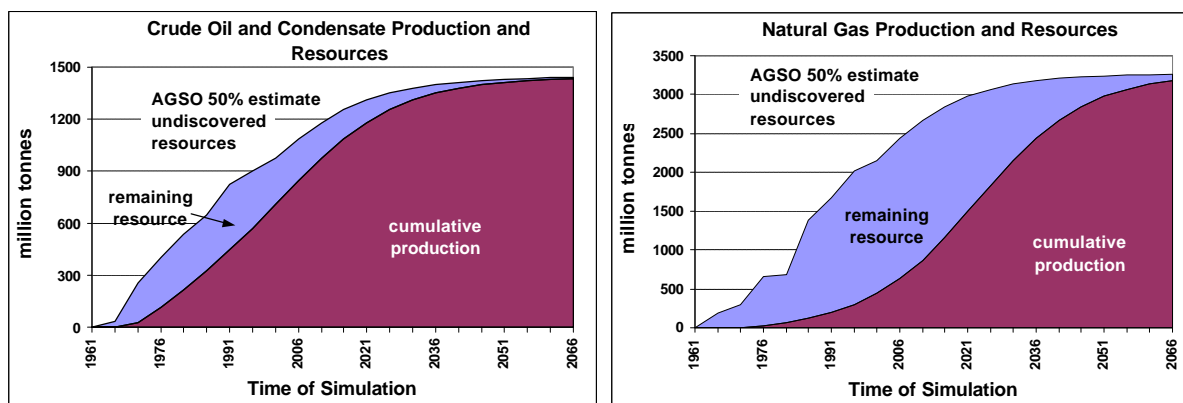 Crude Oil and Condensate Production and
Resources
million tonnes
1500
1200
900
600
300
0
AGSO 50% estimate
undiscovered
resources
remaining
resource
cumulative
production
1961
1976
1991
2006
2021
2036
2051
2066
Time of Simulation
Natural Gas Production and Resources
million tonnes
3500
3000
2500
2000
1500
1000
500
0
AGSO 50% estimate
undiscovered
resources
remaining
resource
cumulative
production
1961
1976
1991
2006
2021
2036
2051
2066
Time of Simulation